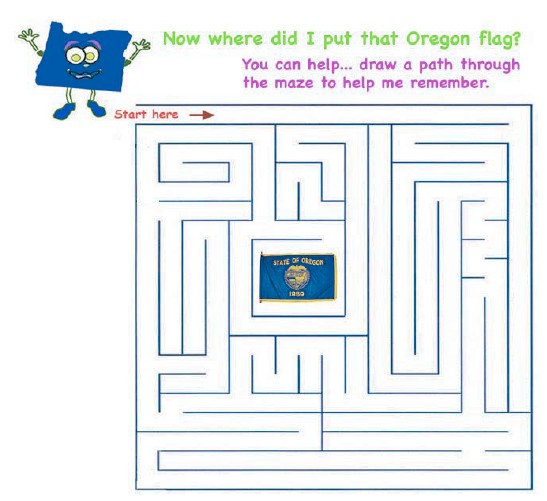 Now where did I put that Oregon flag?
You can help... draw a path through
the maze to help me remember.
Start here
STATE OF OREGON
1859